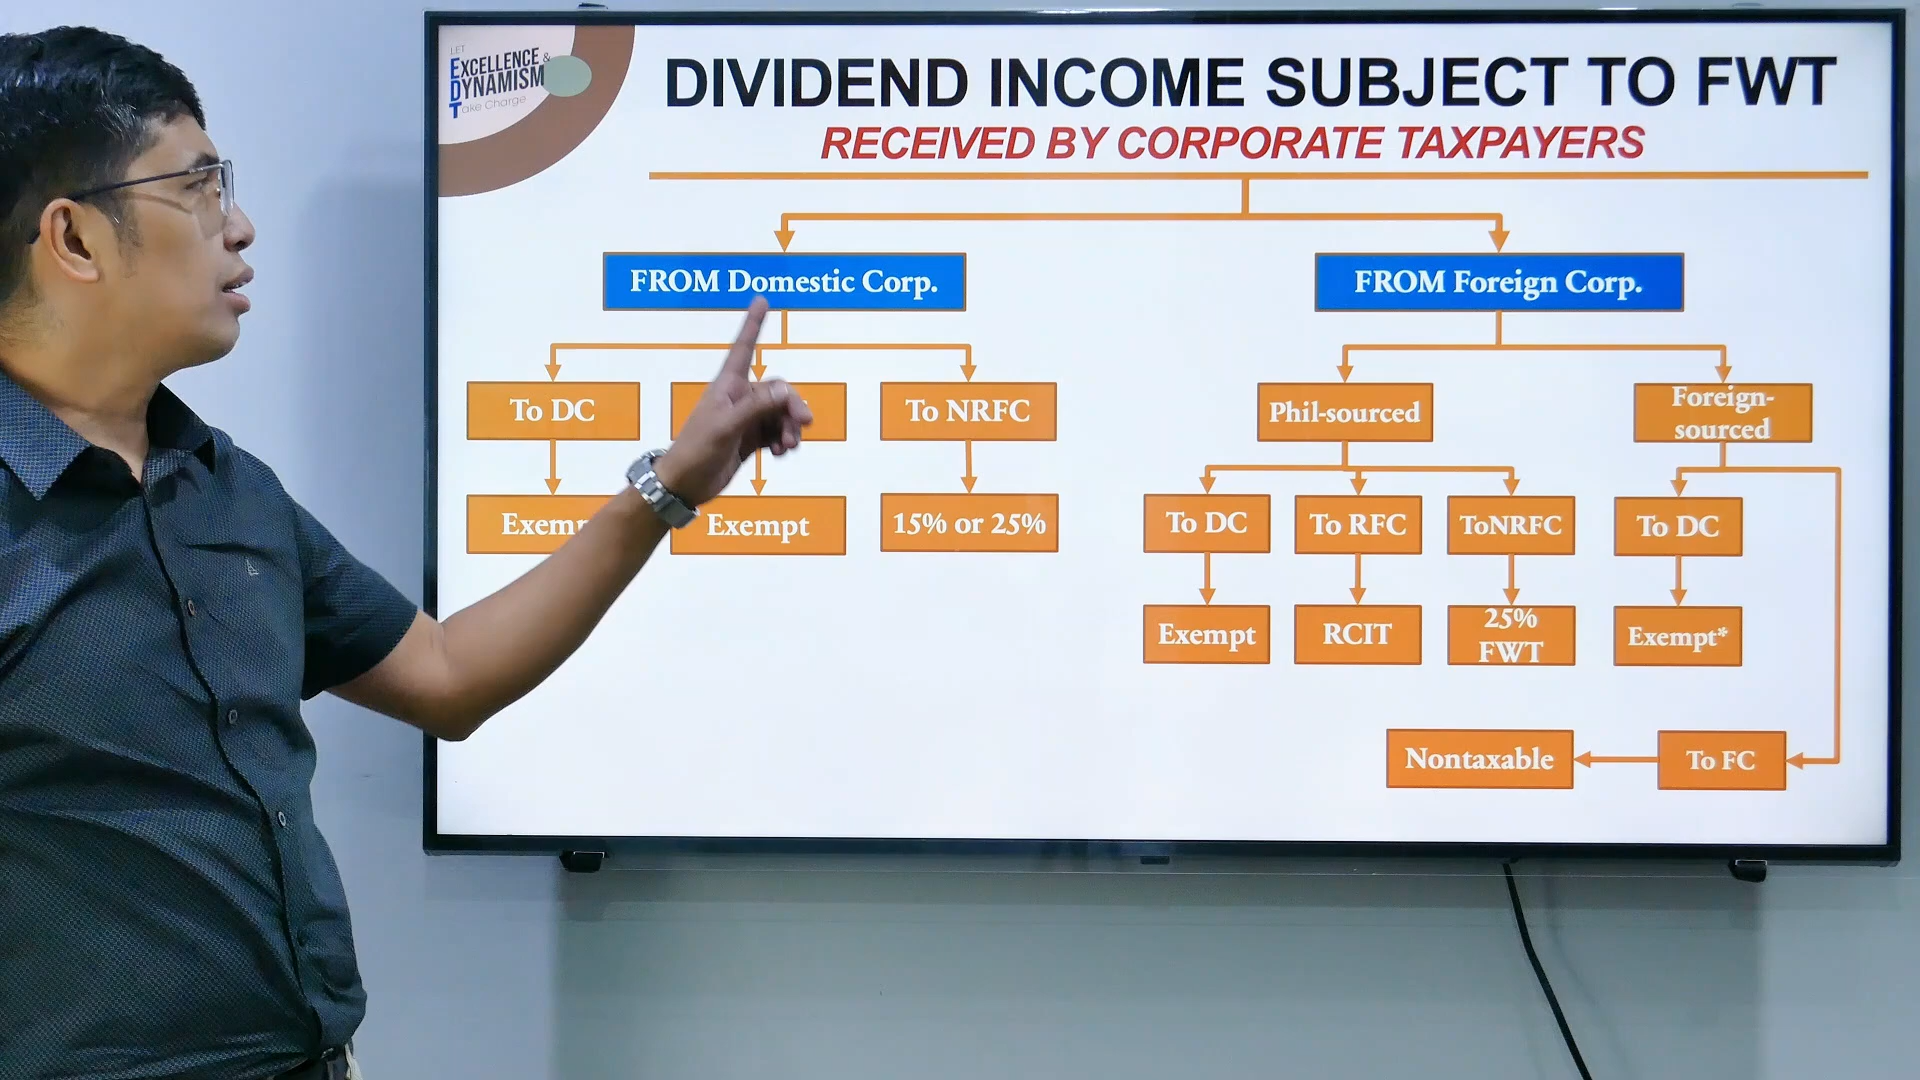 LET
EXCELLENCE &
DYNAMISM
Take Charge
DIVIDEND INCOME SUBJECT TO FWT
RECEIVED BY CORPORATE TAXPAYERS
FROM Domestic Corp.
FROM Foreign Corp.
To DC
To NRFC
Phil-sourced
Foreign-
sourced
Exemp
Exempt
15% or 25%
To DC
To RFC
ToNRFC
To DC
Exempt
RCIT
25%
FWT
Exempt*
Nontaxable
To FC